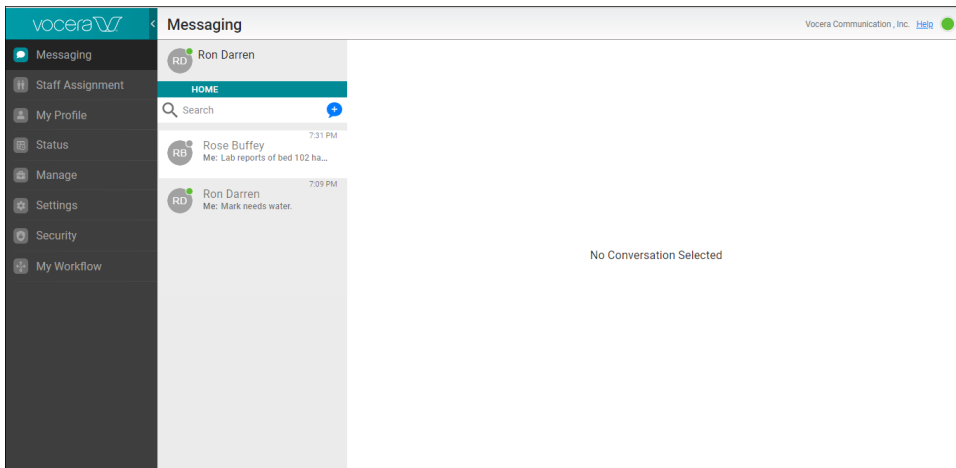 vocera
Messaging
Vocera Communication , Inc. Help
Messaging
Staff Assignment
My Profile
Status
Manage
Settings
Security
My Workflow
RD Ron Darren
HOME
Search
7:31 PM
RB Rose Buffey
Me: Lab reports of bed 102 ha...
7:09 PM
RD Ron Darren
Me: Mark needs water.
No Conversation Selected